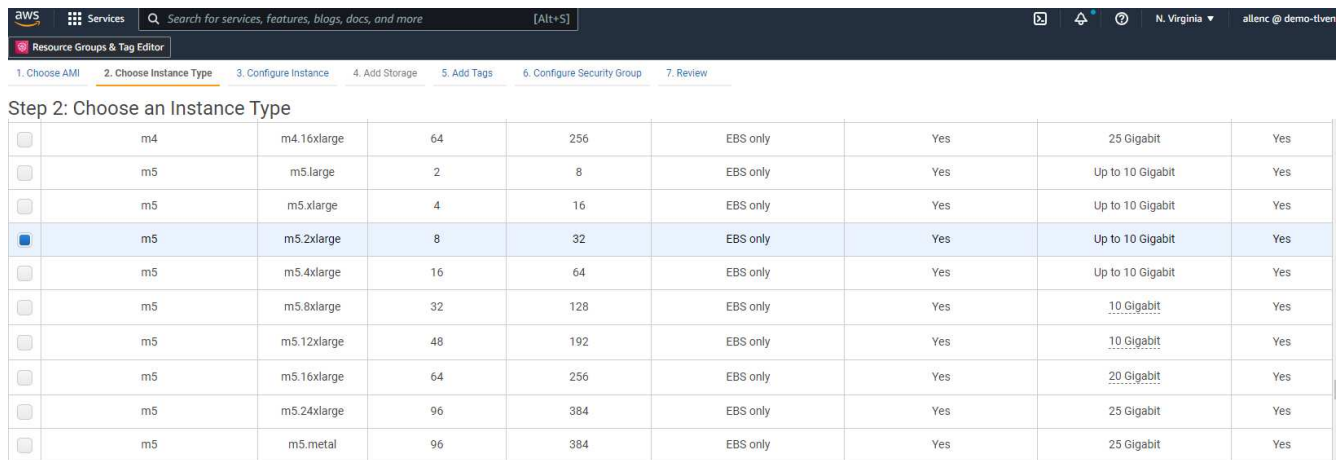 aws Services Search for services, features, blogs, docs, and more [Alt+S] N. Virginia allenc @ demo-tlven
Resource Groups & Tag Editor
1. Choose AMI 2. Choose Instance Type 3. Configure Instance 4. Add Storage 5. Add Tags 6. Configure Security Group 7. Review
Step 2: Choose an Instance Type
m4 m4.16xlarge 64 256 EBS only Yes 25 Gigabit Yes
m5 m5.large 2 8 EBS only Yes Up to 10 Gigabit Yes
m5 m5.xlarge 4 16 EBS only Yes Up to 10 Gigabit Yes
m5 m5.2xlarge 8 32 EBS only Yes Up to 10 Gigabit Yes
m5 m5.4xlarge 16 64 EBS only Yes Up to 10 Gigabit Yes
m5 m5.8xlarge 32 128 EBS only Yes 10 Gigabit Yes
m5 m5.12xlarge 48 192 EBS only Yes 10 Gigabit Yes
m5 m5.16xlarge 64 256 EBS only Yes 20 Gigabit Yes
m5 m5.24xlarge 96 384 EBS only Yes 25 Gigabit Yes
m5 m5.metal 96 384 EBS only Yes 25 Gigabit Yes